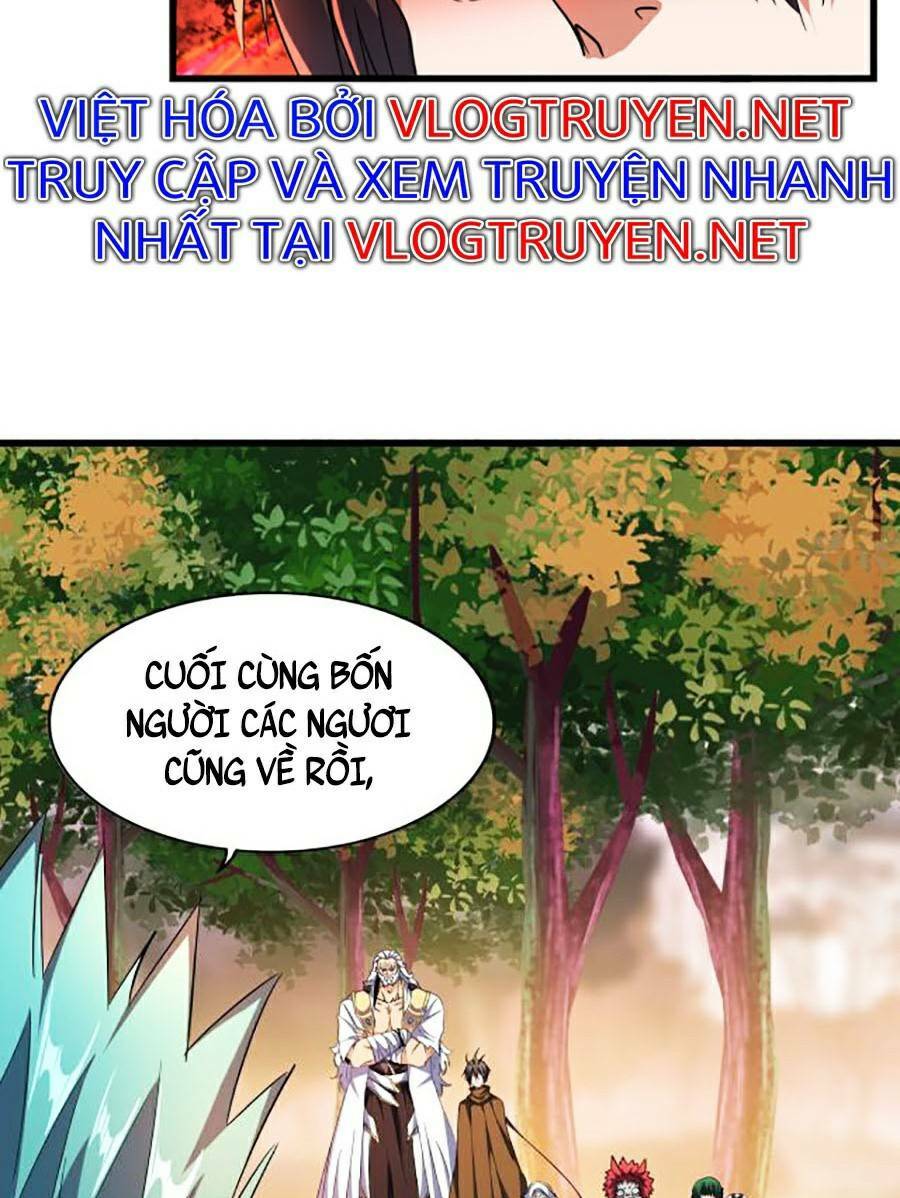 VIỆT HÓA BỞI VLOGTRUYEN.NET
TRUY CẬP VÀ XEM TRUYỆN NHANH
NHẤT TẠI VLOGTRUYEN.NET
CUỐI CÙNG BỐN
NGƯỜI CÁC NGƯƠI
CŨNG VỀ RỒI,